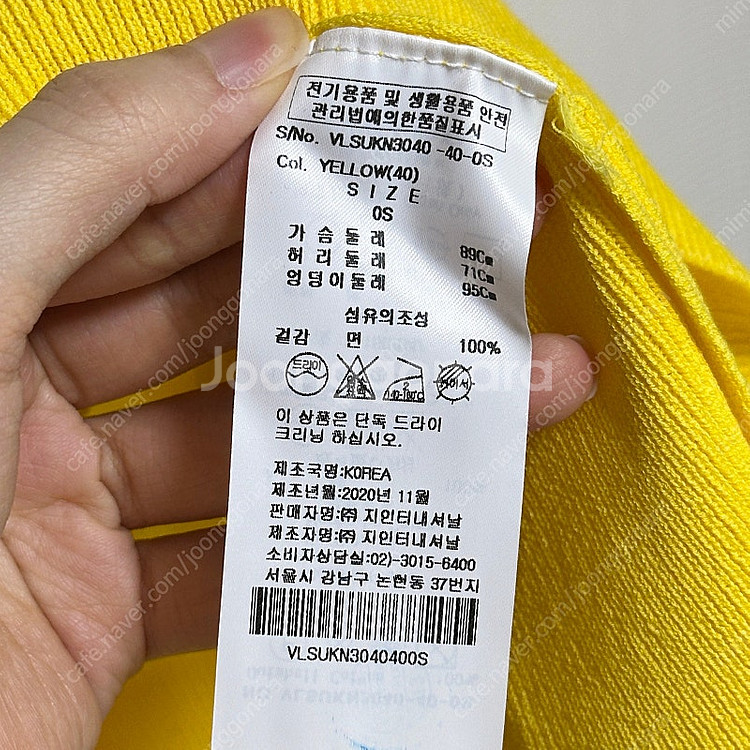 전기용품 및 생활용품 안전
관리법에의한품질표시
S/No. VLSUKN3040 -40-0S
Col. YELLOW(40)
SIZE
0S
가슴둘레 89Cm
허리둘레 71Cm
엉덩이둘레 95Cm
섬유의조성
겉감 면 100%
드라이
Joonggonara
이 상품은 단독 드라이
크리닝 하십시오.
제조국명:KOREA
제조년월:2020년 11월
판매자명:㈜ 지인터내셔날
제조자명:㈜ 지인터내셔날
소비자상담실:02)-3015-6400
서울시 강남구 논현동 37번지
VLSUKN3040400S
cafe.naver.com/joonggonara